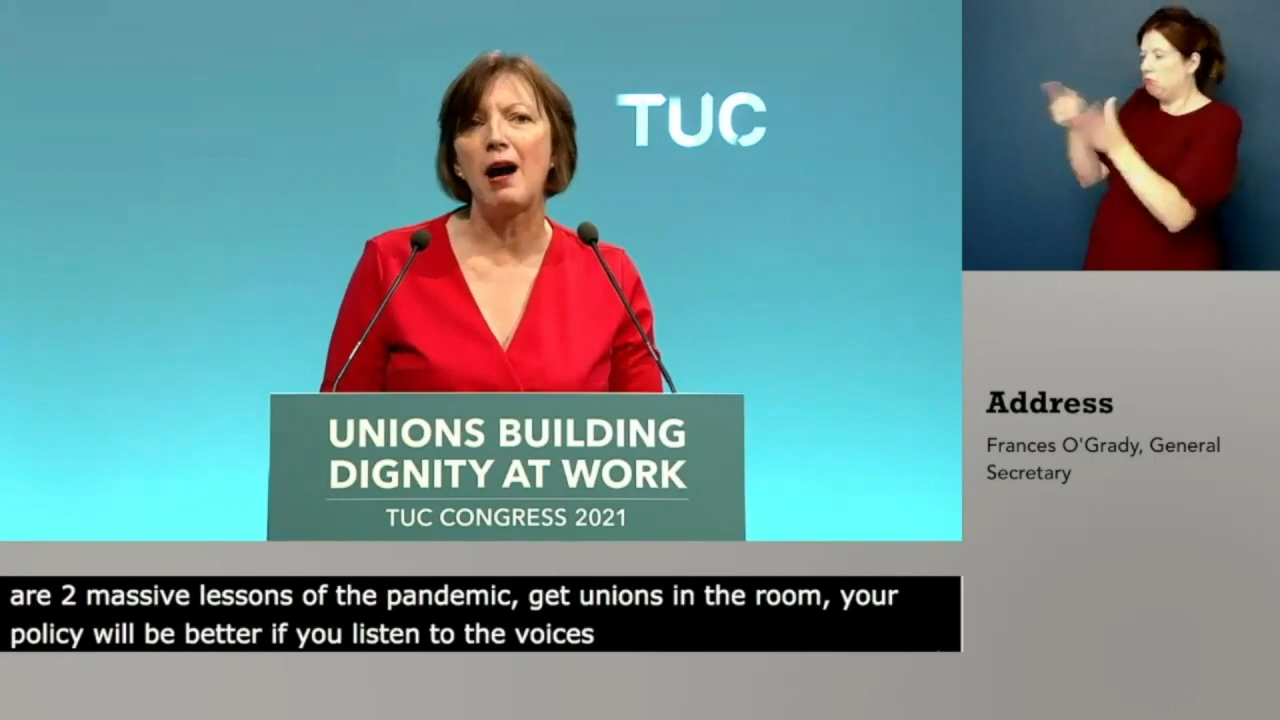 TUC
UNIONS BUILDING
DIGNITY AT WORK
TUC CONGRESS 2021
Address
Frances O'Grady, General
Secretary
are 2 massive lessons of the pandemic, get unions in the room, your
policy will be better if you listen to the voices